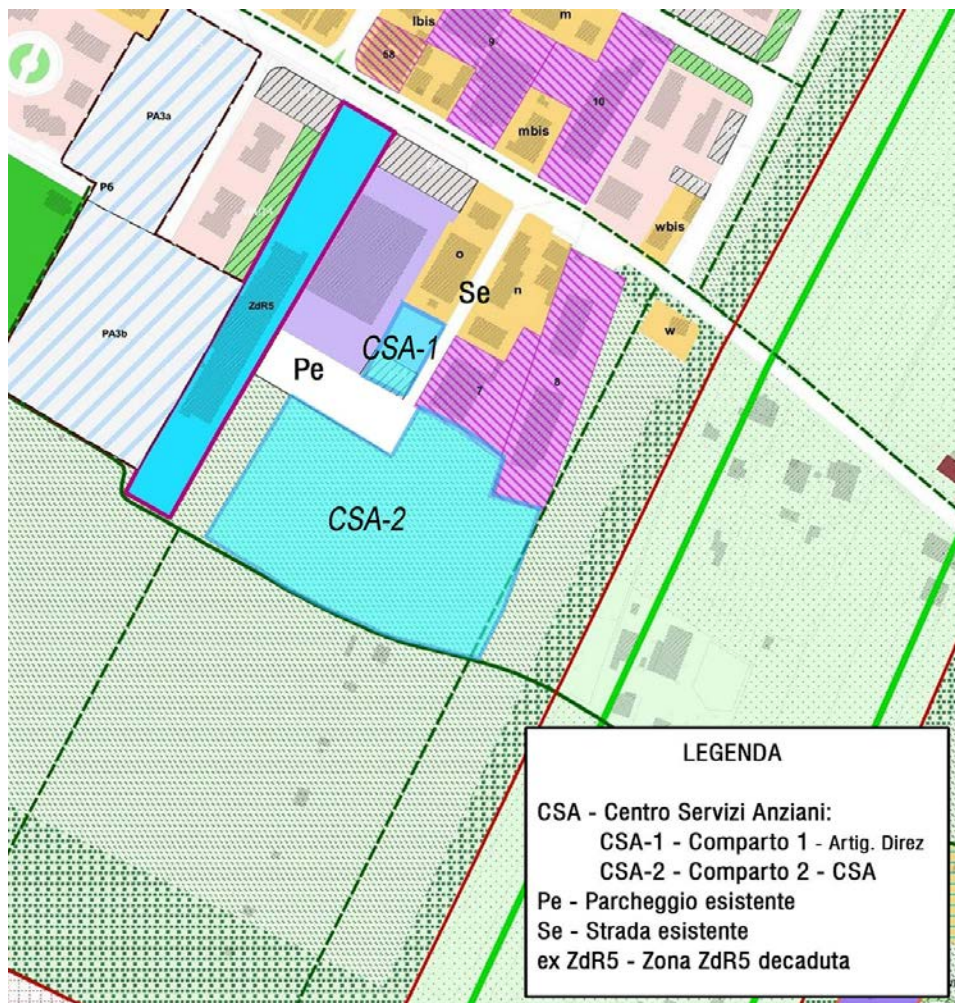 lbis
m
9
58
10
PA3a
mbis
P6
wbis
o
Se
n
ZdR5
w
PA3b
CSA-1
Pe
7
8
CSA-2
LEGENDA
CSA - Centro Servizi Anziani:
CSA-1 - Comparto 1 - Artig. Direz
CSA-2 - Comparto 2 - CSA
Pe - Parcheggio esistente
Se - Strada esistente
ex ZdR5 - Zona ZdR5 decaduta